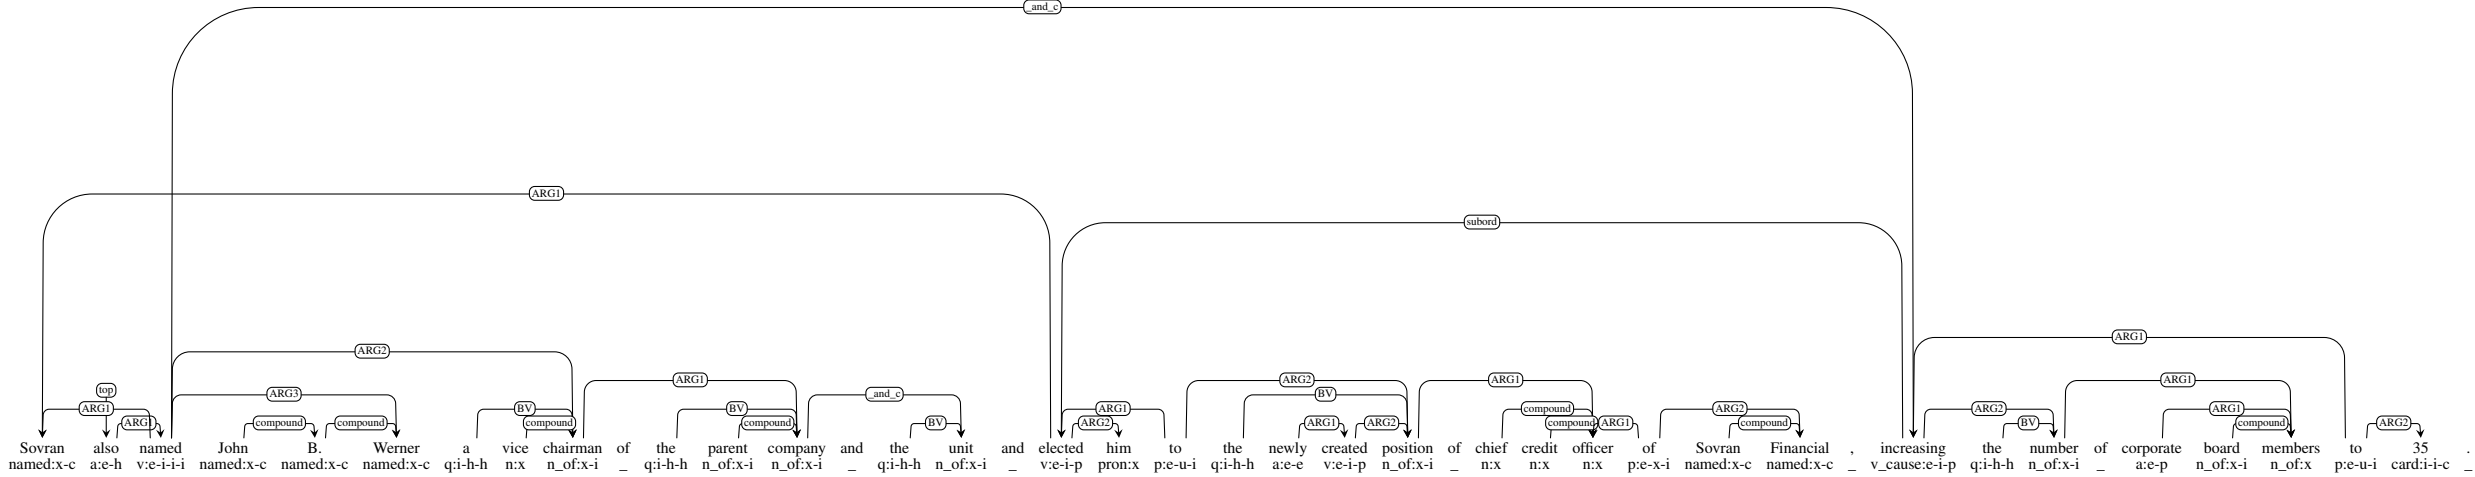 _and_c
ARG1
subord
ARG1
ARG2
ARG1 ARG2 ARG1 ARG1
top ARG3 _and_c BV
ARG1 BV BV ARG1 compound ARG2 ARG2 ARG1
ARG1 compound compound compound compound BV ARG2 ARG1 ARG2 compound ARG1 compound BV compound ARG2
Sovran also named John B. Werner a vice chairman of the parent company and the unit and elected him to the newly created position of chief credit officer of Sovran Financial , increasing the number of corporate board members to 35 .
named:x-c a:e-h v:e-i-i-i named:x-c named:x-c named:x-c q:i-h-h n:x n_of:x-i _ q:i-h-h n_of:x-i n_of:x-i _ q:i-h-h n_of:x-i _ v:e-i-p pron:x p:e-u-i q:i-h-h a:e-e v:e-i-p n_of:x-i _ n:x n:x n:x p:e-x-i named:x-c named:x-c _ v_cause:e-i-p q:i-h-h n_of:x-i _ a:e-p n_of:x-i n_of:x p:e-u-i card:i-i-c _